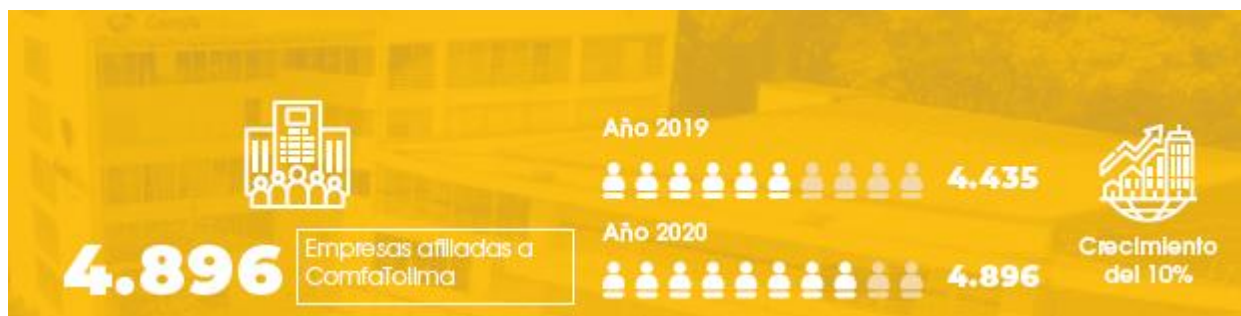 Año 2019
4.435
Año 2020
4.896
4.896
Empresas afiliadas a
ComfaTolima
Crecimiento
del 10%